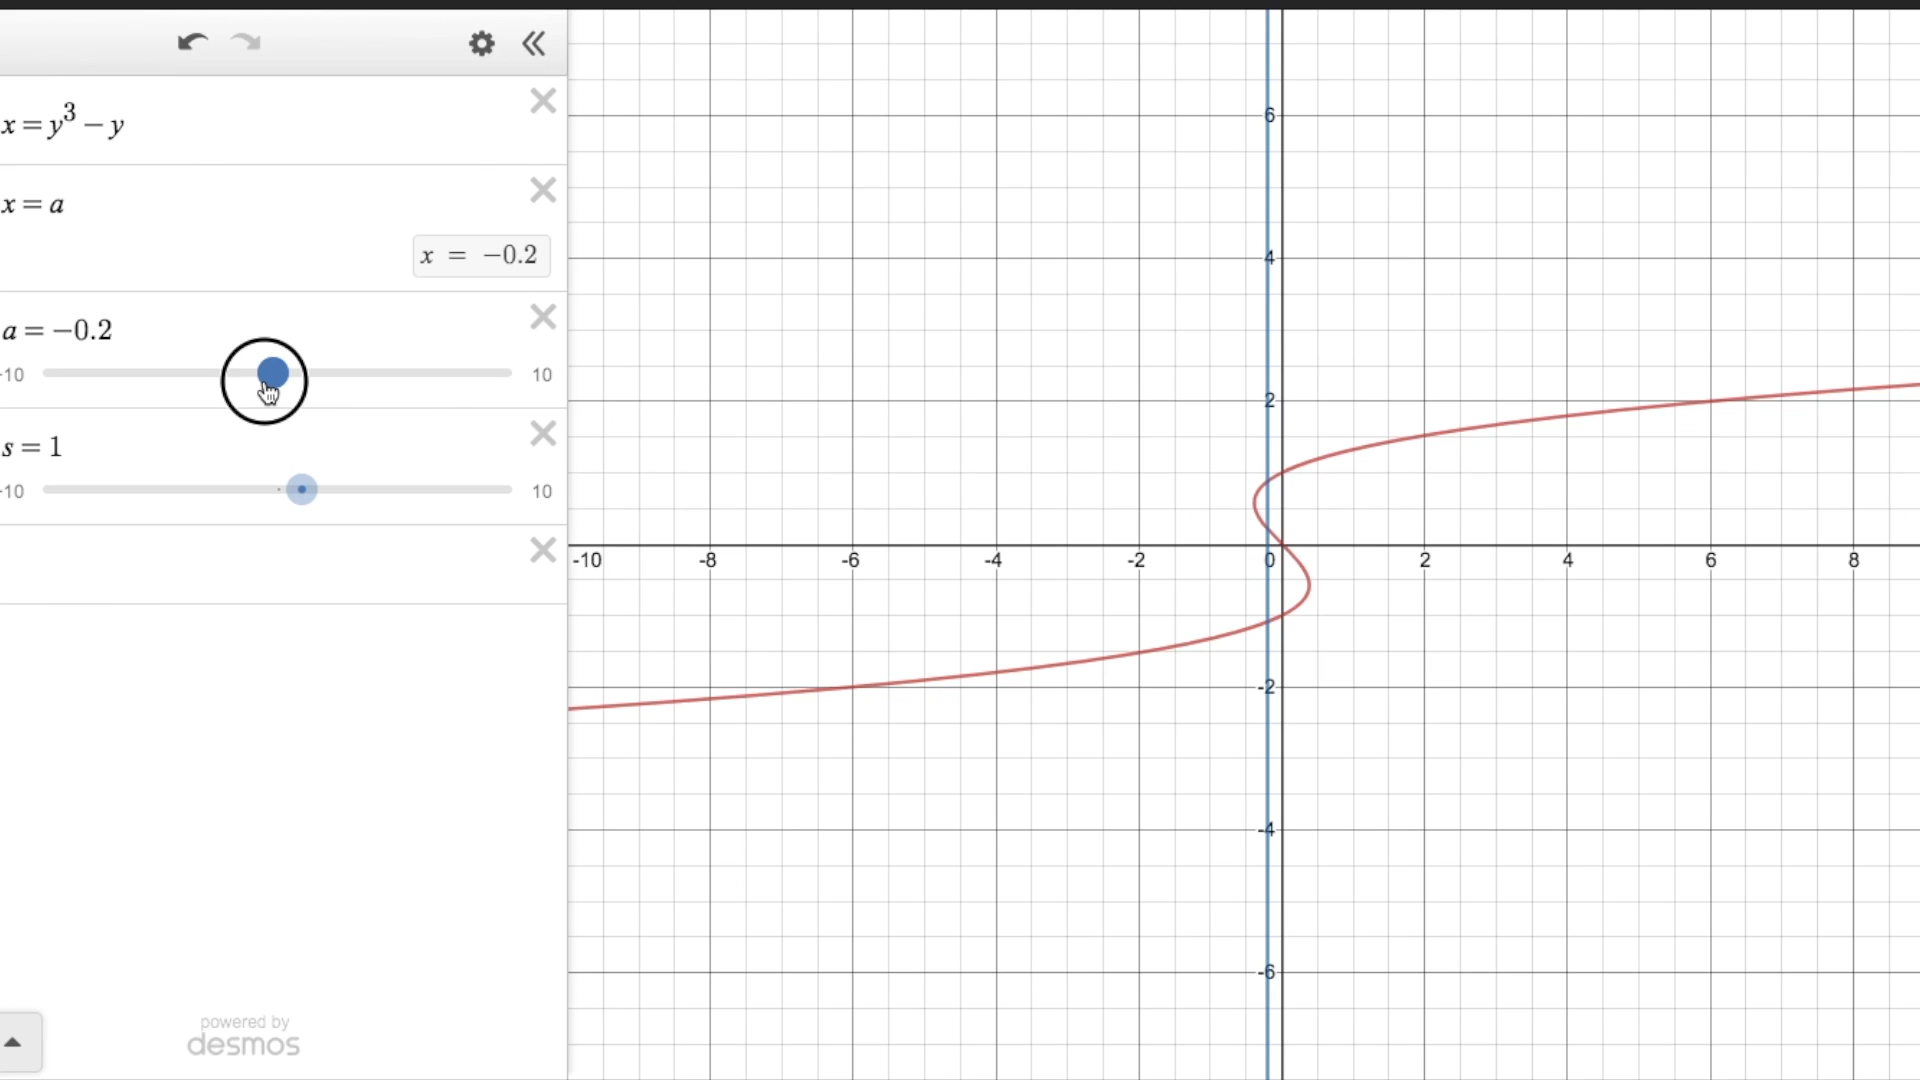 x = y³ − y
x = a
x = −0.2
a = −0.2
-10 10
s = 1
-10 10
powered by
desmos
6
4
2
-10 -8 -6 -4 -2 0 2 4 6 8
-2
-4
-6